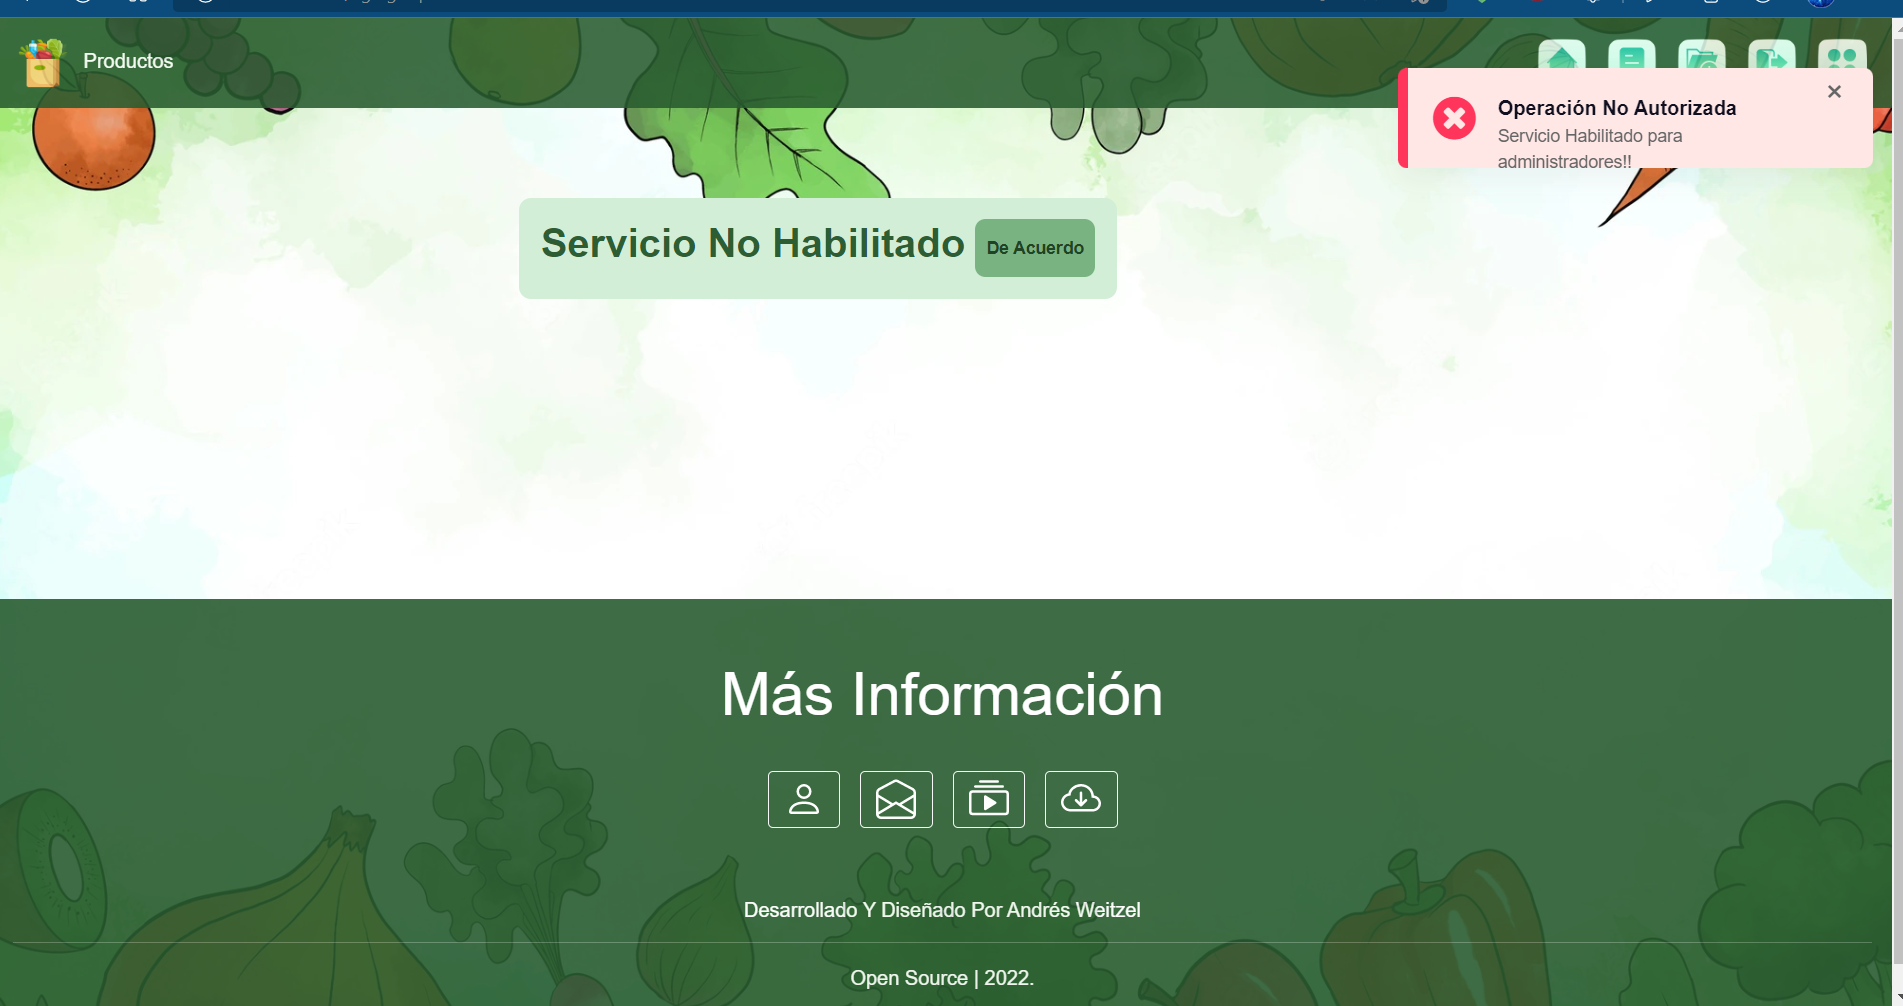 Productos
Operación No Autorizada
Servicio Habilitado para
administradores!!
Servicio No Habilitado
De Acuerdo
Más Información
Desarrollado Y Diseñado Por Andrés Weitzel
Open Source | 2022.